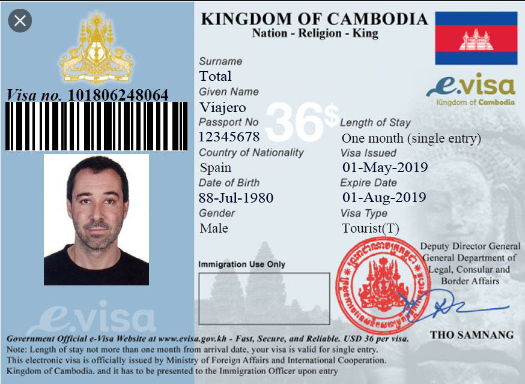 KINGDOM OF CAMBODIA
Nation - Religion - King
e.visa
Kingdom of Cambodia
Visa no. 101806248064
36$
Surname
Total
Given Name
Viajero
Passport No
12345678
Length of Stay
One month (single entry)
Country of Nationality
Spain
Visa Issued
01-May-2019
Date of Birth
88-Jul-1980
Expire Date
01-Aug-2019
Gender
Male
Visa Type
Tourist(T)
Immigration Use Only
Deputy Director General
General Department of
Legal, Consular and
Border Affairs
THO SAMNANG
e.visa
Government Official e-Visa Website at www.evisa.gov.kh - Fast, Secure, and Reliable. USD 36 per visa.
Note: Length of stay not more than one month from arrival date, your visa is valid for single entry.
This electronic visa is officially issued by Ministry of Foreign Affairs and International Cooperation.
Kingdom of Cambodia. and it has to be presented to the Immigration Officer upon entry